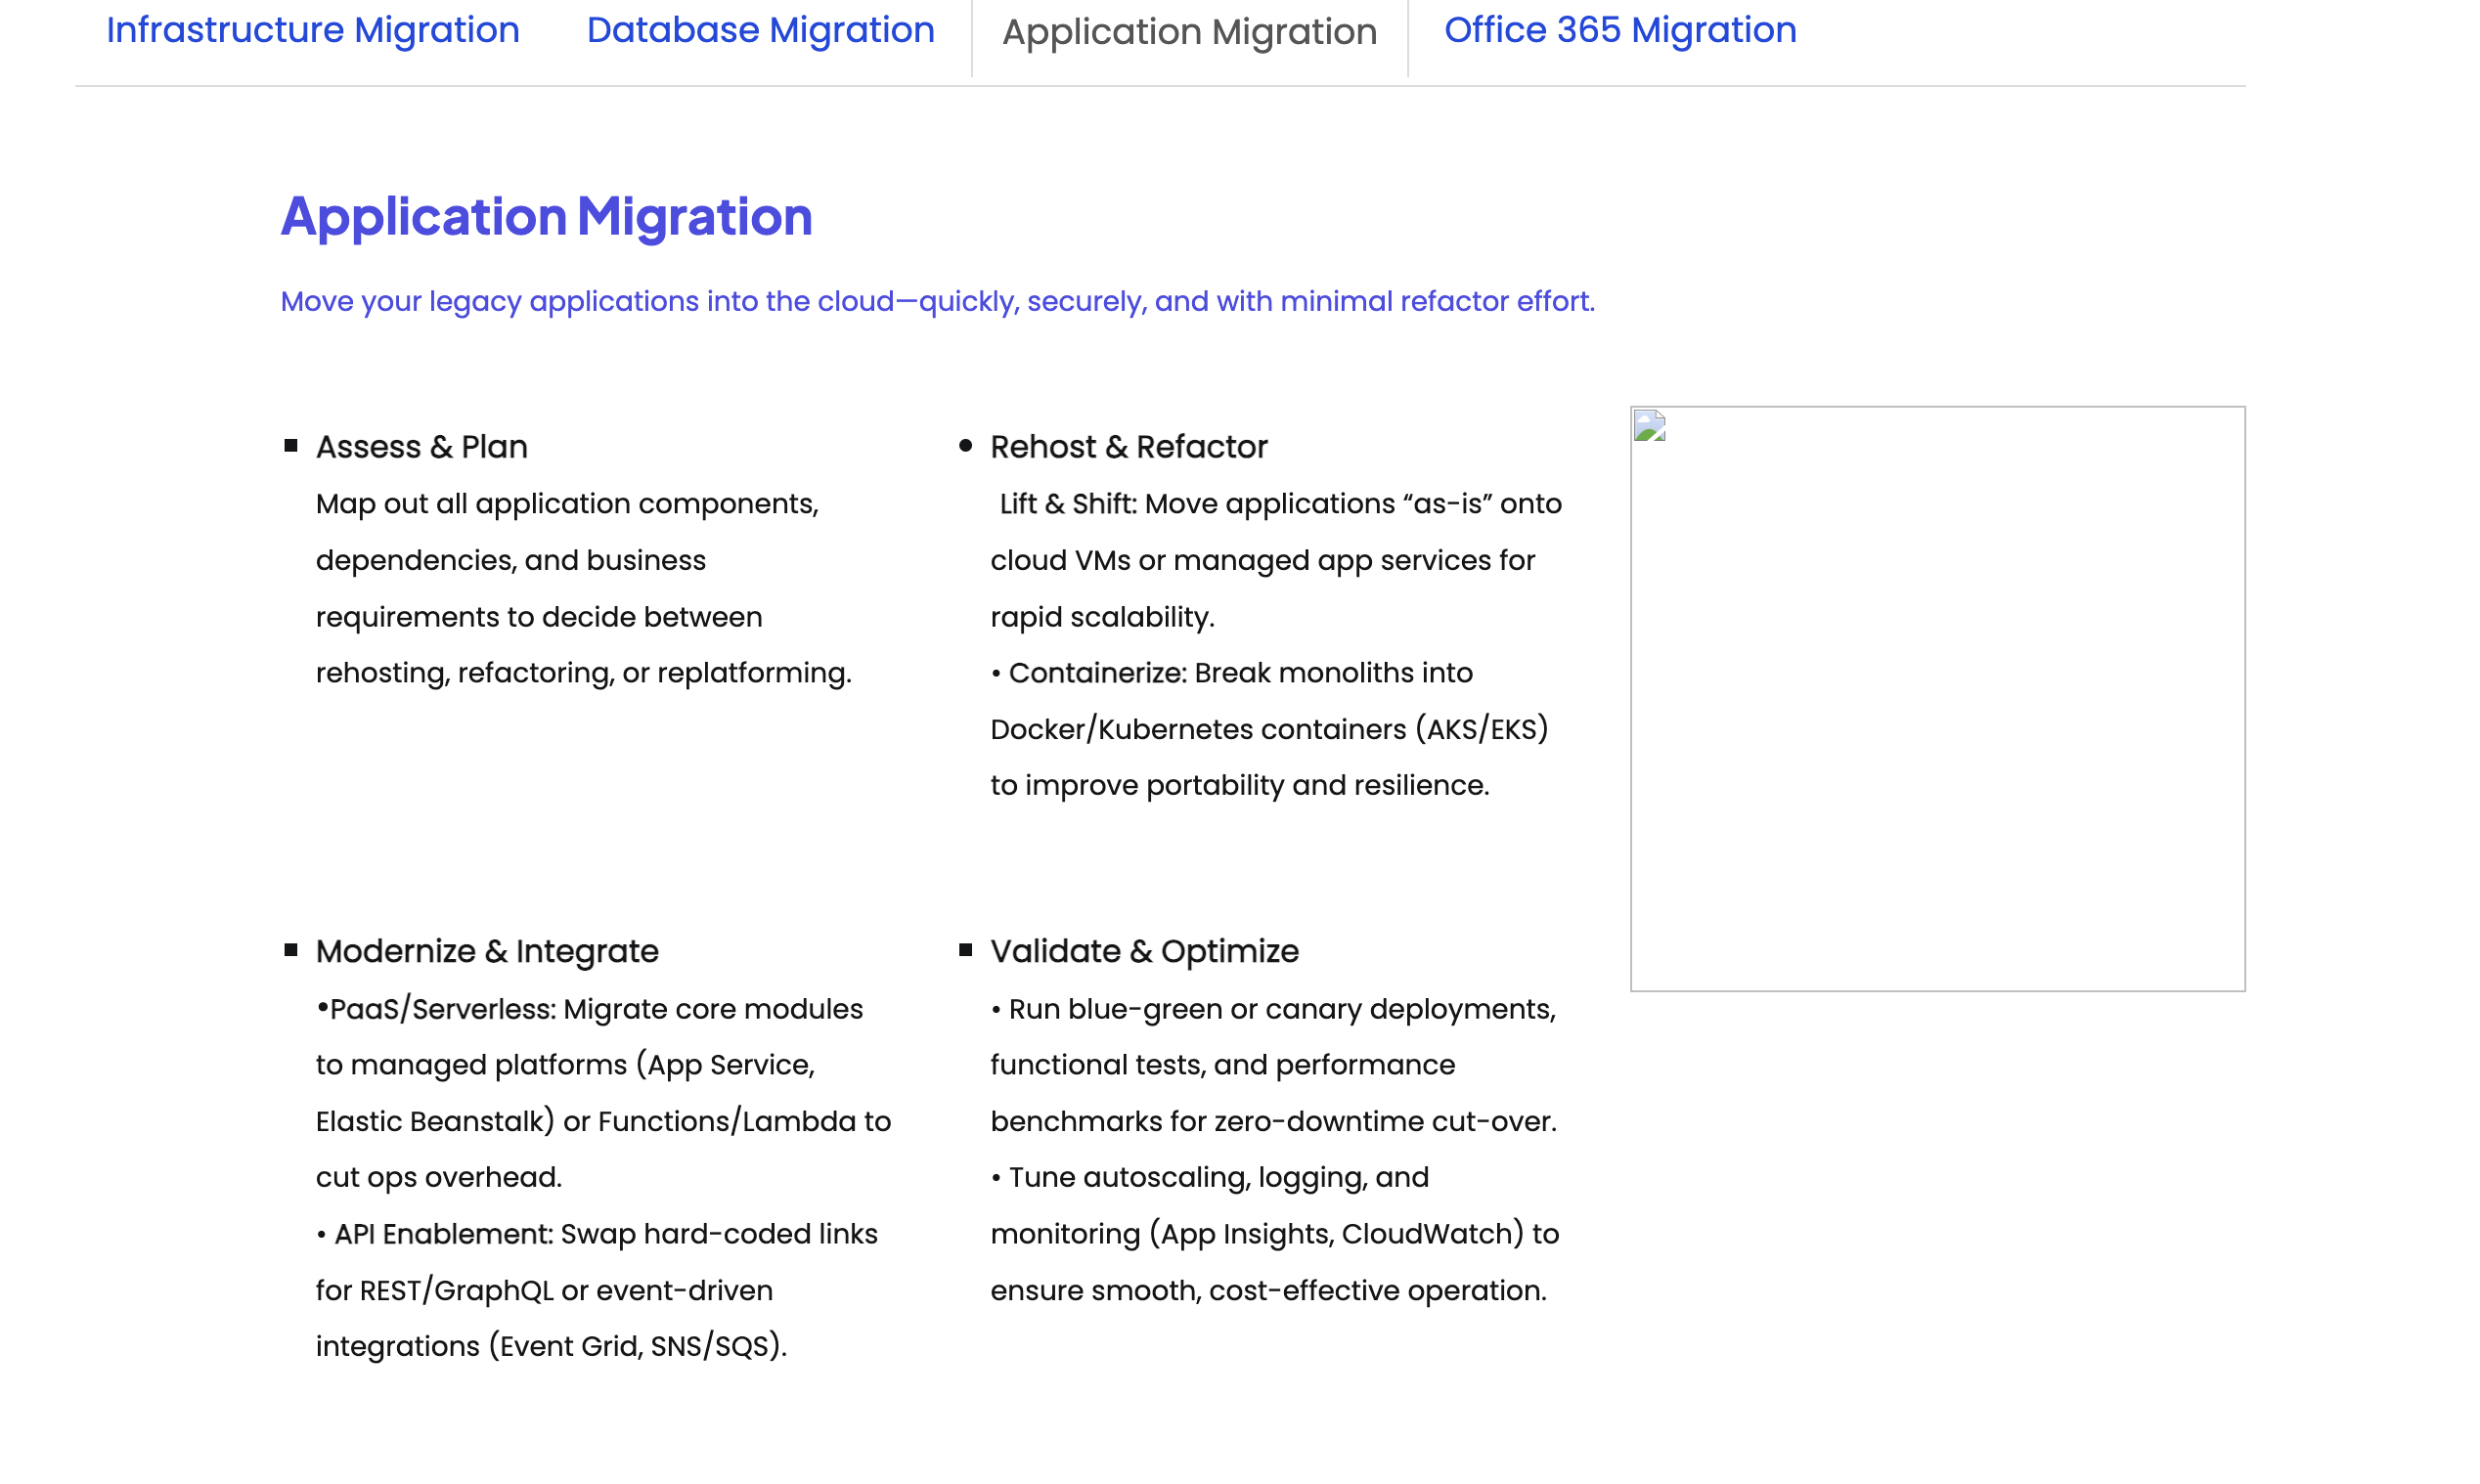 Infrastructure Migration
Database Migration
Application Migration
Office 365 Migration
Application Migration
Move your legacy applications into the cloud—quickly, securely, and with minimal refactor effort.
▪ Assess & Plan
Map out all application components,
dependencies, and business
requirements to decide between
rehosting, refactoring, or replatforming.
• Rehost & Refactor
Lift & Shift: Move applications “as-is” onto
cloud VMs or managed app services for
rapid scalability.
• Containerize: Break monoliths into
Docker/Kubernetes containers (AKS/EKS)
to improve portability and resilience.
▪ Modernize & Integrate
•PaaS/Serverless: Migrate core modules
to managed platforms (App Service,
Elastic Beanstalk) or Functions/Lambda to
cut ops overhead.
• API Enablement: Swap hard-coded links
for REST/GraphQL or event-driven
integrations (Event Grid, SNS/SQS).
▪ Validate & Optimize
• Run blue-green or canary deployments,
functional tests, and performance
benchmarks for zero-downtime cut-over.
• Tune autoscaling, logging, and
monitoring (App Insights, CloudWatch) to
ensure smooth, cost-effective operation.